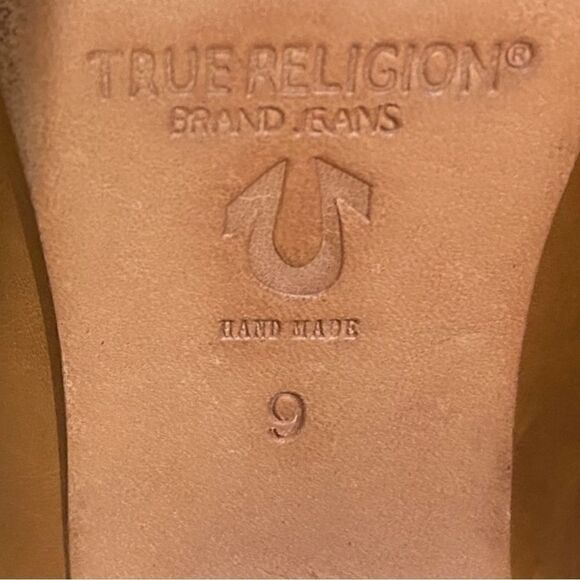 TRUE RELIGION®
BRAND JEANS
HAND MADE
9